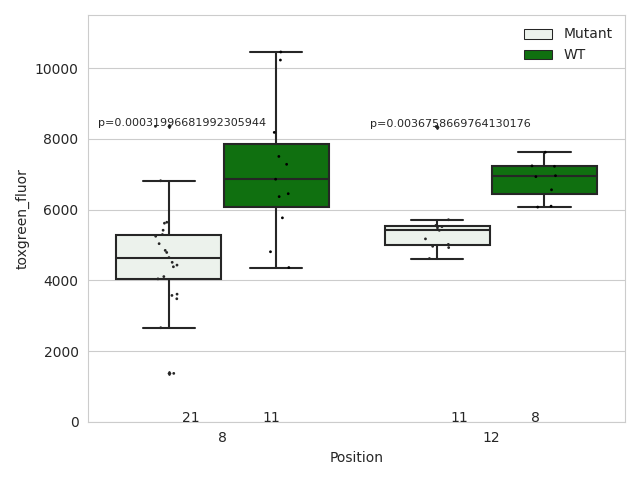 Mutant
WT
10000
8000
6000
4000
2000
0
toxgreen_fluor
p=0.00031996681992305944
p=0.0036758669764130176
21 11 11 8
8 12
Position